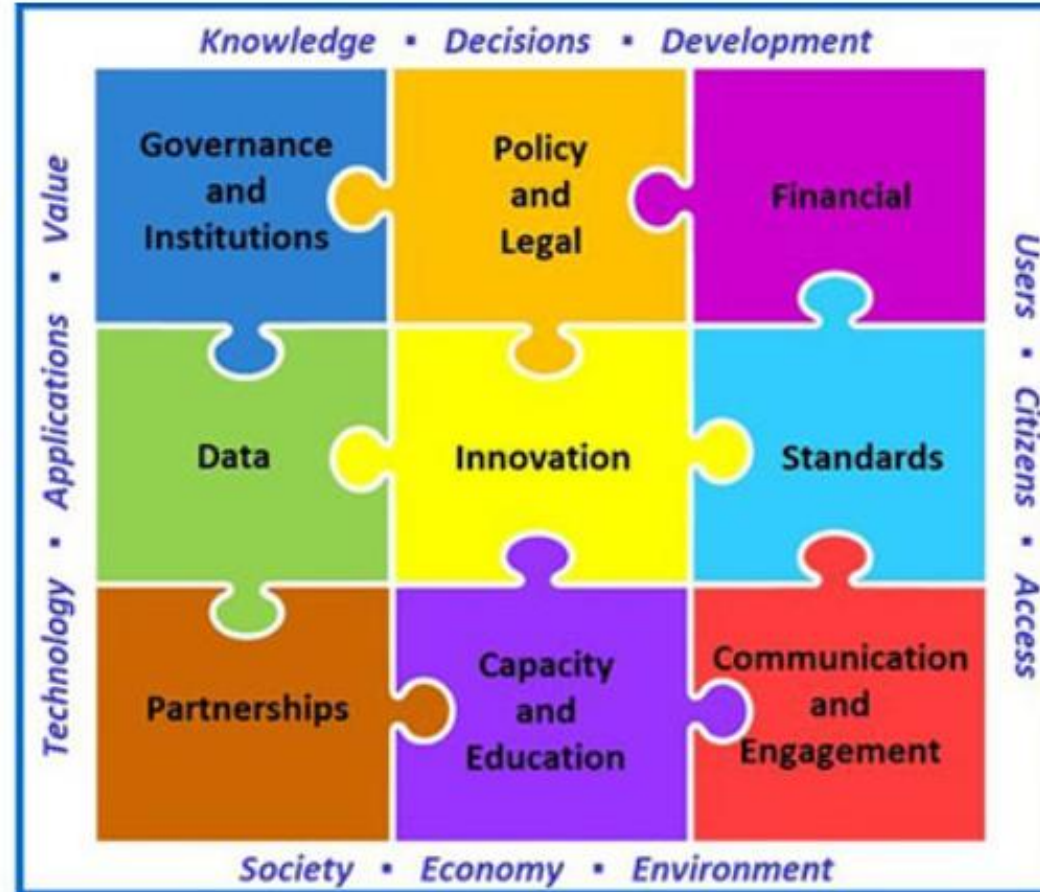 Knowledge ▪ Decisions ▪ Development
Governance
and
Institutions
Policy
and
Legal
Financial
Data
Innovation
Standards
Partnerships
Capacity
and
Education
Communication
and
Engagement
Technology ▪ Applications ▪ Value
Users ▪ Citizens ▪ Access
Society ▪ Economy ▪ Environment